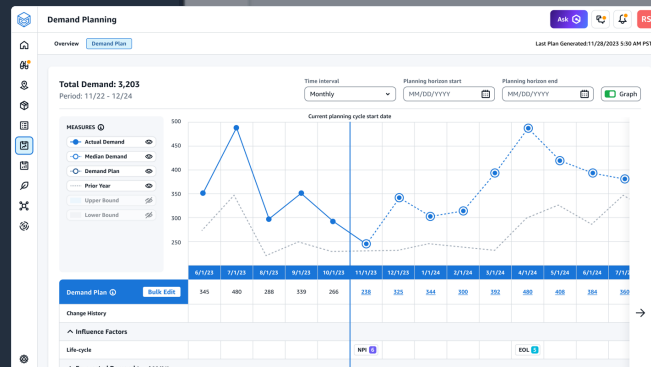 Demand Planning
Ask
RS
Overview Demand Plan
Last Plan Generated:11/28/2023 5:30 AM PST
Total Demand: 3,203
Period: 11/22 - 12/24
Time interval
Monthly
Planning horizon start
MM/DD/YYYY
Planning horizon end
MM/DD/YYYY
Graph
Current planning cycle start date
MEASURES
Actual Demand
Median Demand
Demand Plan
Prior Year
Upper Bound
Lower Bound
500
450
400
350
300
250
6/1/23 7/1/23 8/1/23 9/1/23 10/1/23 11/1/23 12/1/23 1/1/24 2/1/24 3/1/24 4/1/24 5/1/24 6/1/24 7/1/2
Demand Plan Bulk Edit 345 480 288 339 266 238 325 344 300 392 480 408 384 360
Change History
Influence Factors
Life-cycle NPI 6 EOL 5